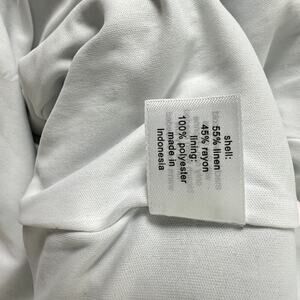 shell:
55% linen
45% rayon
lining:
100% polyester
made in
Indonesia